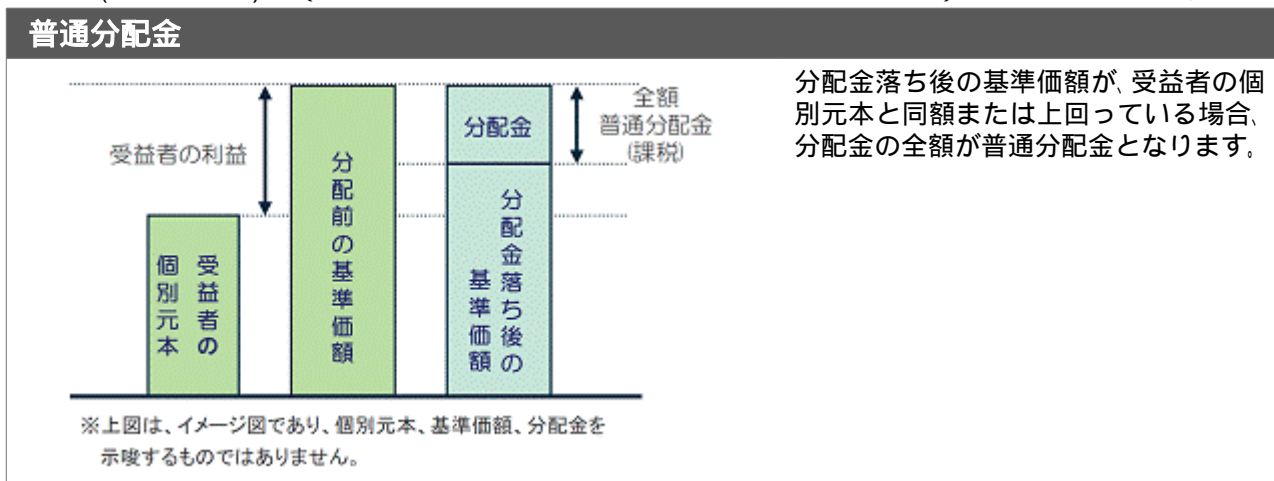 普通分配金
分配金落ち後の基準価額が、受益者の個
別元本と同額または上回っている場合、
分配金の全額が普通分配金となります。
受益者の利益
受益者の
個別元本
分配前の基準価額
分配金
分配金落ち後の
基準価額
全額
普通分配金
(課税)
※上図は、イメージ図であり、個別元本、基準価額、分配金を
示唆するものではありません。